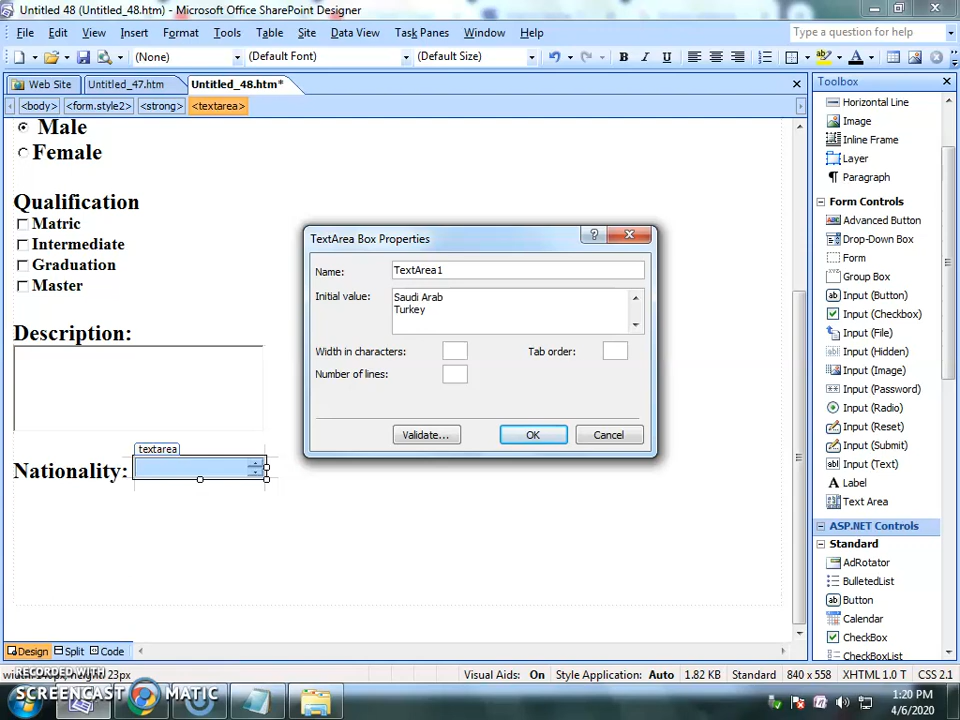 Untitled 48 (Untitled_48.htm) - Microsoft Office SharePoint Designer
File Edit View Insert Format Tools Table Site Data View Task Panes Window Help
Type a question for help
(None) (Default Font) (Default Size) B I U
Web Site Untitled_47.htm Untitled_48.htm*
<body> <form.style2> <strong> <textarea>
Male
Female
Qualification
Matric
Intermediate
Graduation
Master
Description:
textarea
Nationality:
TextArea Box Properties
Name: TextArea1
Initial value: Saudi Arab
Turkey
Width in characters: Tab order:
Number of lines:
Validate... OK Cancel
Toolbox
Horizontal Line
Image
Inline Frame
Layer
Paragraph
Form Controls
Advanced Button
Drop-Down Box
Form
Group Box
Input (Button)
Input (Checkbox)
Input (File)
Input (Hidden)
Input (Image)
Input (Password)
Input (Radio)
Input (Reset)
Input (Submit)
Input (Text)
Label
Text Area
ASP.NET Controls
Standard
AdRotator
BulletedList
Button
Calendar
CheckBox
CheckBoxList
Design Split Code
Visual Aids: On Style Application: Auto 1.82 KB Standard 840 x 558 XHTML 1.0 T CSS 2.1
RECORDED WITH
SCREENCAST MATIC
1:20 PM
4/6/2020